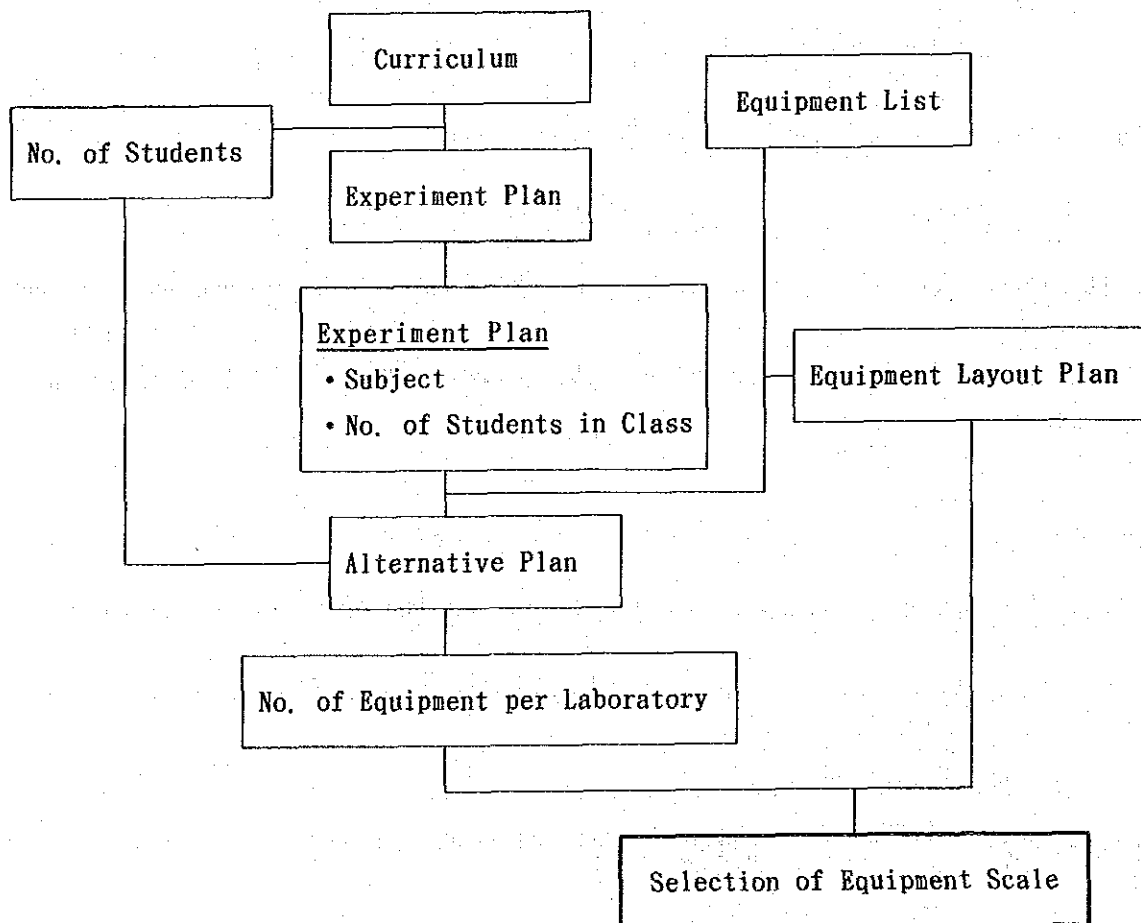 Curriculum
Equipment List
No. of Students
Experiment Plan
Experiment Plan
• Subject
• No. of Students in Class
Equipment Layout Plan
Alternative Plan
No. of Equipment per Laboratory
Selection of Equipment Scale